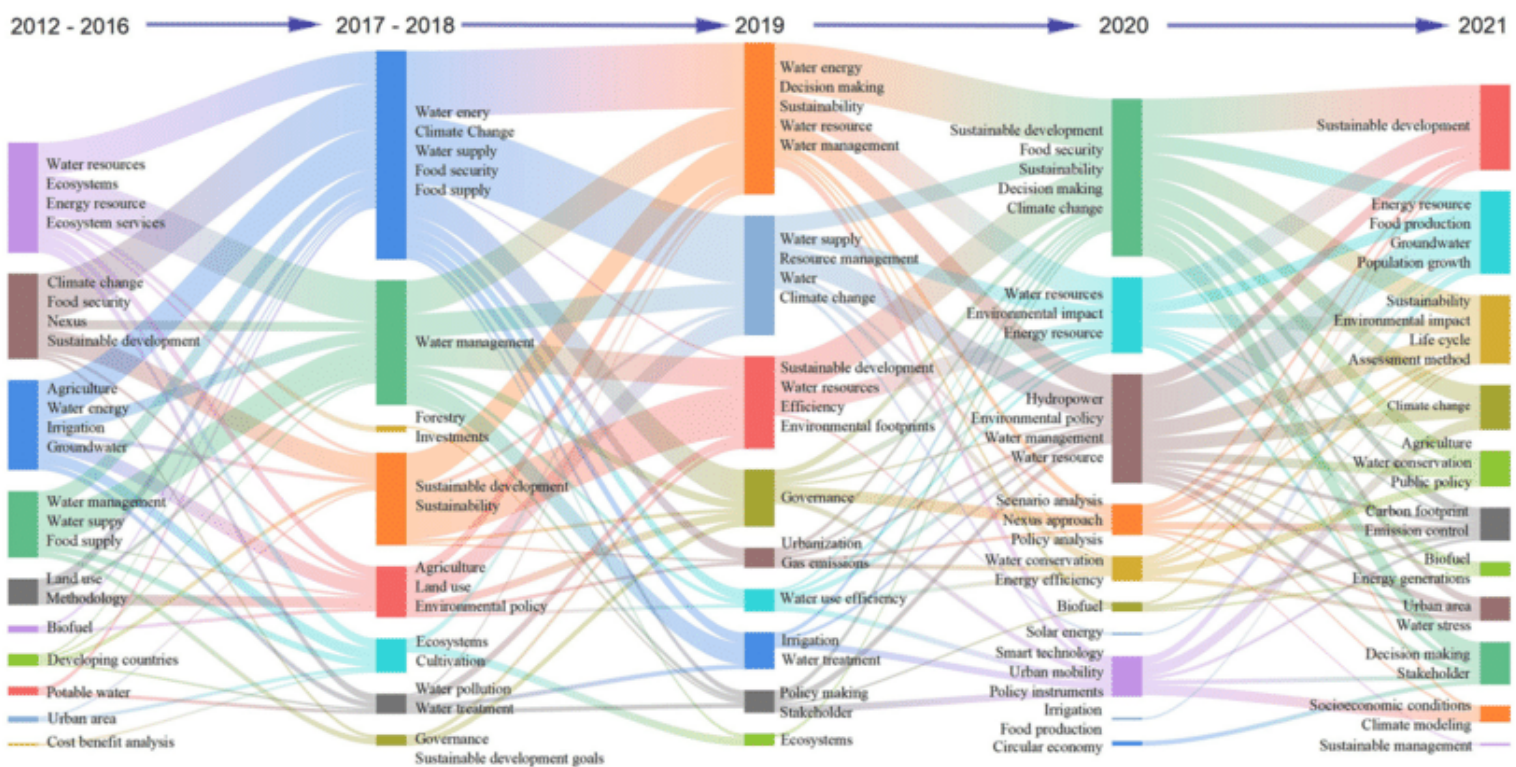 2012 - 2016
2017 - 2018
2019
2020
2021
Water resources
Ecosystems
Energy resource
Ecosystem services
Climate change
Food security
Nexus
Sustainable development
Agriculture
Water energy
Irrigation
Groundwater
Water management
Water suppy
Food supply
Land use
Methodology
Biofuel
Developing countries
Potable water
Urban area
Cost benefit analysis
Water enery
Climate Change
Water supply
Food security
Food supply
Water management
Forestry
Investments
Sustainable development
Sustainability
Agriculture
Land use
Environmental policy
Ecosystems
Cultivation
Water pollution
Water treatment
Governance
Sustainable development goals
Water energy
Decision making
Sustainability
Water resource
Water management
Water supply
Resource management
Water
Climate change
Sustainable development
Water resources
Efficiency
Environmental footprints
Governance
Urbanization
Gas emissions
Water use efficiency
Irrigation
Water treatment
Policy making
Stakeholder
Ecosystems
Sustainable development
Food security
Sustainability
Decision making
Climate change
Water resources
Environmental impact
Energy resource
Hydropower
Environmental policy
Water management
Water resource
Scenario analysis
Nexus approach
Policy analysis
Water conservation
Energy efficiency
Biofuel
Solar energy
Smart technology
Urban mobility
Policy instruments
Irrigation
Food production
Circular economy
Sustainable development
Energy resource
Food production
Groundwater
Population growth
Sustainability
Environmental impact
Life cycle
Assessment method
Climate change
Agriculture
Water conservation
Public policy
Carbon footprint
Emission control
Biofuel
Energy generations
Urban area
Water stress
Decision making
Stakeholder
Socioeconomic conditions
Climate modeling
Sustainable management